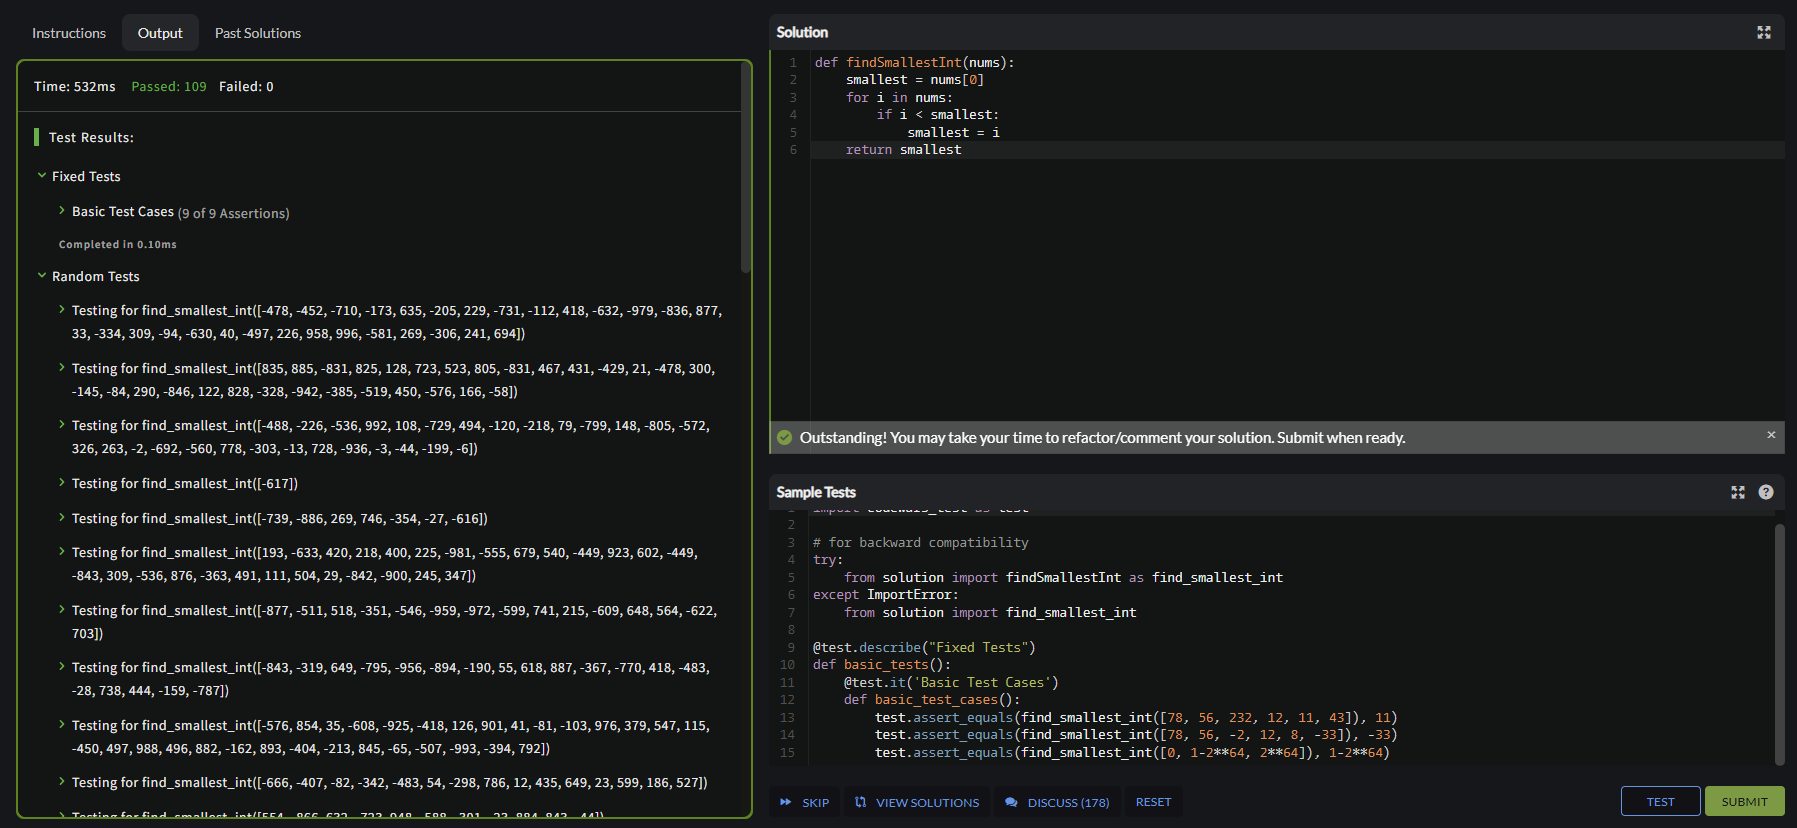 Instructions
Output
Past Solutions
Time: 532ms Passed: 109 Failed: 0
Test Results:
Fixed Tests
Basic Test Cases (9 of 9 Assertions)
Completed in 0.10ms
Random Tests
Testing for find_smallest_int([-478, -452, -710, -173, 635, -205, 229, -731, -112, 418, -632, -979, -836, 877,
33, -334, 309, -94, -630, 40, -497, 226, 958, 996, -581, 269, -306, 241, 694])
Testing for find_smallest_int([835, 885, -831, 825, 128, 723, 523, 805, -831, 467, 431, -429, 21, -478, 300,
-145, -84, 290, -846, 122, 828, -328, -942, -385, -519, 450, -576, 166, -58])
Testing for find_smallest_int([-488, -226, -536, 992, 108, -729, 494, -120, -218, 79, -799, 148, -805, -572,
326, 263, -2, -692, -560, 778, -303, -13, 728, -936, -3, -44, -199, -6])
Testing for find_smallest_int([-617])
Testing for find_smallest_int([-739, -886, 269, 746, -354, -27, -616])
Testing for find_smallest_int([193, -633, 420, 218, 400, 225, -981, -555, 679, 540, -449, 923, 602, -449,
-843, 309, -536, 876, -363, 491, 111, 504, 29, -842, -900, 245, 347])
Testing for find_smallest_int([-877, -511, 518, -351, -546, -959, -972, -599, 741, 215, -609, 648, 564, -622,
703])
Testing for find_smallest_int([-843, -319, 649, -795, -956, -894, -190, 55, 618, 887, -367, -770, 418, -483,
-28, 738, 444, -159, -787])
Testing for find_smallest_int([-576, 854, 35, -608, -925, -418, 126, 901, 41, -81, -103, 976, 379, 547, 115,
-450, 497, 988, 496, 882, -162, 893, -404, -213, 845, -65, -507, -993, -394, 792])
Testing for find_smallest_int([-666, -407, -82, -342, -483, 54, -298, 786, 12, 435, 649, 23, 599, 186, 527])
Testing for find_smallest_int([554, -866, 632,
Solution
1 def findSmallestInt(nums):
2 smallest = nums[0]
3 for i in nums:
4 if i < smallest:
5 smallest = i
6 return smallest
Outstanding! You may take your time to refactor/comment your solution. Submit when ready.
Sample Tests
1 import codewars_test as test
2
3 # for backward compatibility
4 try:
5 from solution import findSmallestInt as find_smallest_int
6 except ImportError:
7 from solution import find_smallest_int
8
9 @test.describe("Fixed Tests")
10 def basic_tests():
11 @test.it('Basic Test Cases')
12 def basic_test_cases():
13 test.assert_equals(find_smallest_int([78, 56, 232, 12, 11, 43]), 11)
14 test.assert_equals(find_smallest_int([78, 56, -2, 12, 8, -33]), -33)
15 test.assert_equals(find_smallest_int([0, 1-2**64, 2**64]), 1-2**64)
SKIP
VIEW SOLUTIONS
DISCUSS (178)
RESET
TEST
SUBMIT